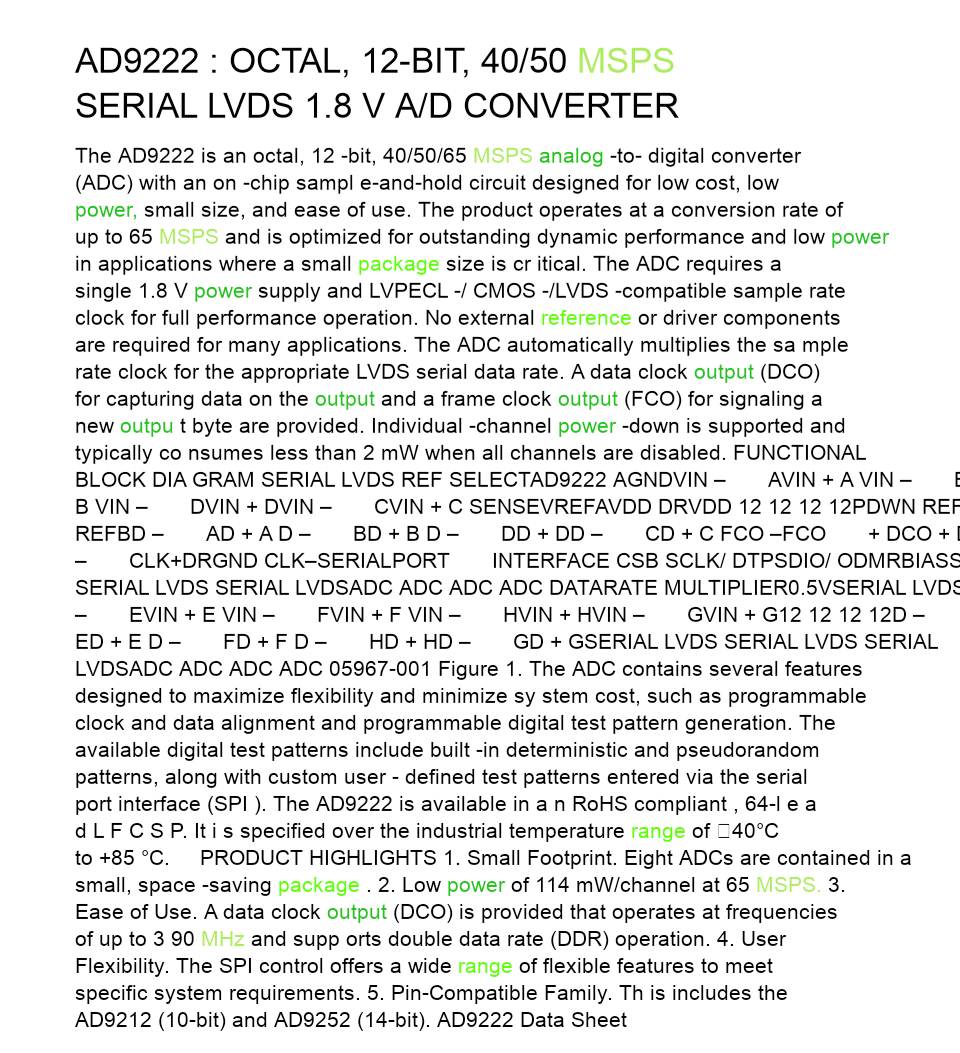 AD9222 : OCTAL, 12-BIT, 40/50 MSPS
SERIAL LVDS 1.8 V A/D CONVERTER
The AD9222 is an octal, 12 -bit, 40/50/65 MSPS analog -to- digital converter
(ADC) with an on -chip sampl e-and-hold circuit designed for low cost, low
power, small size, and ease of use. The product operates at a conversion rate of
up to 65 MSPS and is optimized for outstanding dynamic performance and low power
in applications where a small package size is cr itical. The ADC requires a
single 1.8 V power supply and LVPECL -/ CMOS -/LVDS -compatible sample rate
clock for full performance operation. No external reference or driver components
are required for many applications. The ADC automatically multiplies the sa mple
rate clock for the appropriate LVDS serial data rate. A data clock output (DCO)
for capturing data on the output and a frame clock output (FCO) for signaling a
new outpu t byte are provided. Individual -channel power -down is supported and
typically co nsumes less than 2 mW when all channels are disabled. FUNCTIONAL
BLOCK DIA GRAM SERIAL LVDS REF SELECTAD9222 AGNDVIN – AVIN + A VIN –
B VIN – DVIN + DVIN – CVIN + C SENSEVREFAVDD DRVDD 12 12 12 12PDWN REF
REFBD – AD + A D – BD + B D – DD + DD – CD + C FCO –FCO + DCO +
– CLK+DRGND CLK–SERIALPORT INTERFACE CSB SCLK/ DTPSDIO/ ODMRBIASS
SERIAL LVDS SERIAL LVDSADC ADC ADC ADC DATARATE MULTIPLIER0.5VSERIAL LVDS
– EVIN + E VIN – FVIN + F VIN – HVIN + HVIN – GVIN + G12 12 12 12D –
ED + E D – FD + F D – HD + HD – GD + GSERIAL LVDS SERIAL LVDS SERIAL
LVDSADC ADC ADC ADC 05967-001 Figure 1. The ADC contains several features
designed to maximize flexibility and minimize sy stem cost, such as programmable
clock and data alignment and programmable digital test pattern generation. The
available digital test patterns include built -in deterministic and pseudorandom
patterns, along with custom user - defined test patterns entered via the serial
port interface (SPI ). The AD9222 is available in a n RoHS compliant , 64-l e a
d L F C S P. It i s specified over the industrial temperature range of □40°C
to +85 °C. PRODUCT HIGHLIGHTS 1. Small Footprint. Eight ADCs are contained in a
small, space -saving package . 2. Low power of 114 mW/channel at 65 MSPS. 3.
Ease of Use. A data clock output (DCO) is provided that operates at frequencies
of up to 3 90 MHz and supp orts double data rate (DDR) operation. 4. User
Flexibility. The SPI control offers a wide range of flexible features to meet
specific system requirements. 5. Pin-Compatible Family. Th is includes the
AD9212 (10-bit) and AD9252 (14-bit). AD9222 Data Sheet